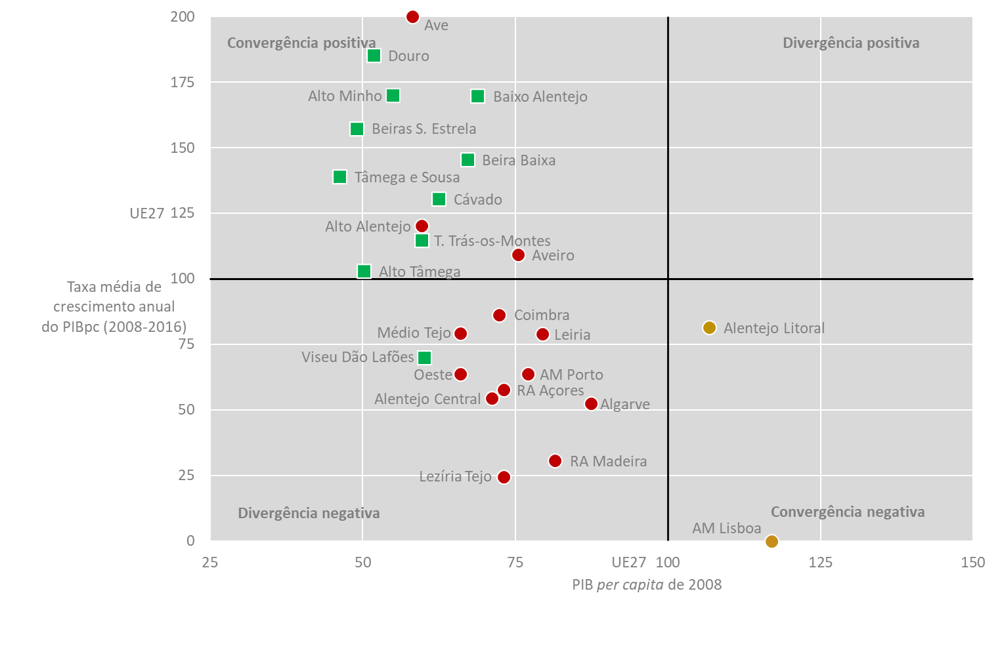 200
Ave
Convergência positiva
Divergência positiva
Douro
175
Alto Minho
Baixo Alentejo
Beiras S. Estrela
150
Beira Baixa
Tâmega e Sousa
Cávado
UE27 125
Alto Alentejo
T. Trás-os-Montes
Aveiro
Alto Tâmega
100
Taxa média de
crescimento anual
do PIBpc (2008-2016)
Coimbra
Alentejo Litoral
Médio Tejo
Leiria
75
Viseu Dão Lafões
Oeste
AM Porto
RA Açores
Alentejo Central
Algarve
50
RA Madeira
Lezíria Tejo
25
Divergência negativa
Convergência negativa
AM Lisboa
0
25 50 75 UE27 100 125 150
PIB per capita de 2008